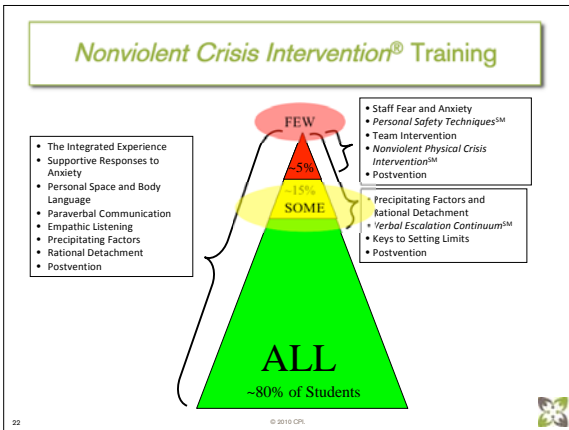 Nonviolent Crisis Intervention® Training
• The Integrated Experience
• Supportive Responses to
Anxiety
• Personal Space and Body
Language
• Paraverbal Communication
• Empathic Listening
• Precipitating Factors
• Rational Detachment
• Postvention
FEW
~5%
~15%
SOME
ALL
~80% of Students
• Staff Fear and Anxiety
• Personal Safety Techniques℠
• Team Intervention
• Nonviolent Physical Crisis
Intervention℠
• Postvention
• Precipitating Factors and
Rational Detachment
• Verbal Escalation Continuum℠
• Keys to Setting Limits
• Postvention
22
© 2010 CPI.